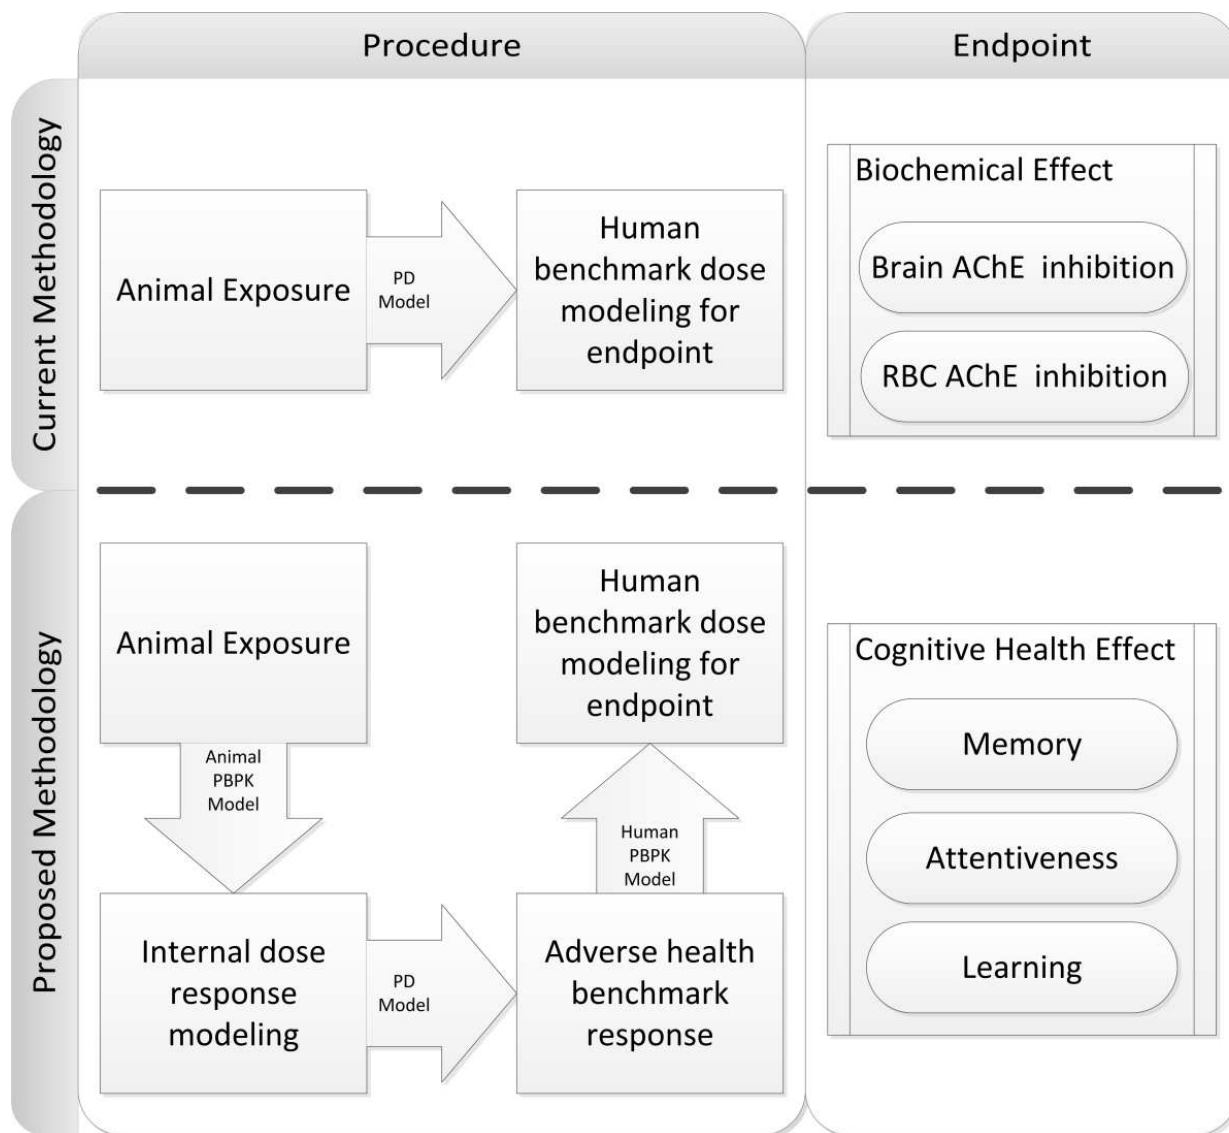 Procedure
Endpoint
Current Methodology
Animal Exposure
PD
Model
Human
benchmark dose
modeling for
endpoint
Biochemical Effect
Brain AChE inhibition
RBC AChE inhibition
Proposed Methodology
Animal Exposure
Animal
PBPK
Model
Internal dose
response
modeling
PD
Model
Adverse health
benchmark
response
Human
PBPK
Model
Human
benchmark dose
modeling for
endpoint
Cognitive Health Effect
Memory
Attentiveness
Learning